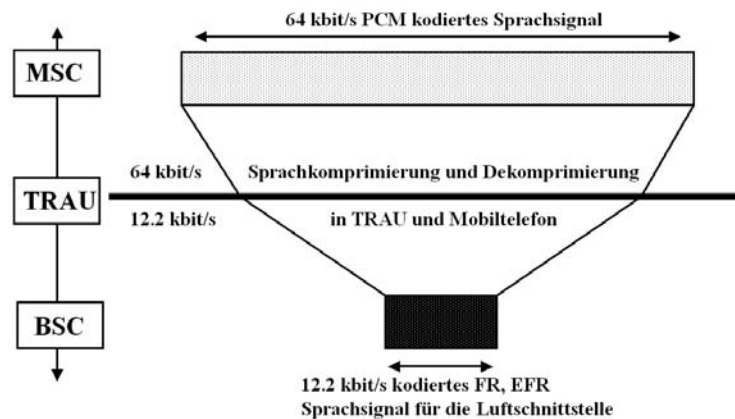 64 kbit/s PCM kodiertes Sprachsignal
MSC
64 kbit/s
Sprachkomprimierung und Dekomprimierung
TRAU
12.2 kbit/s
in TRAU und Mobiltelefon
BSC
12.2 kbit/s kodiertes FR, EFR
Sprachsignal für die Luftschnittstelle